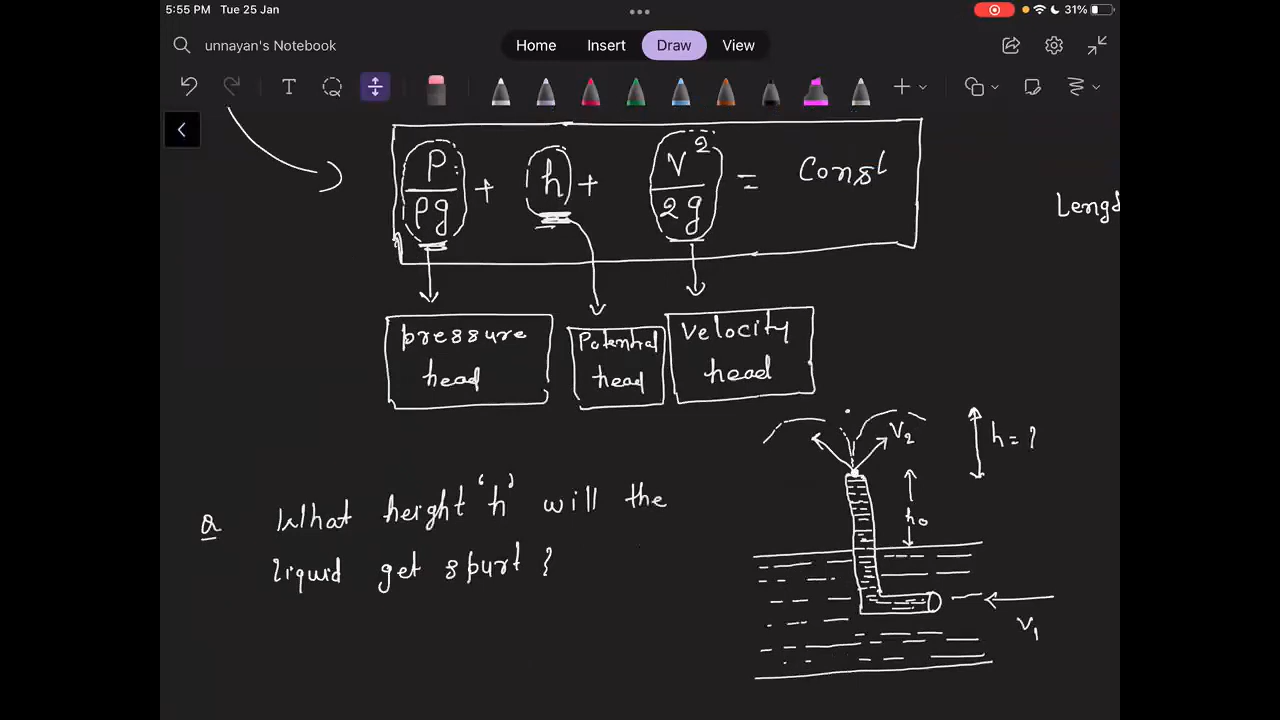 5:55 PM Tue 25 Jan
31%
unnayan's Notebook
Home Insert Draw View
T
P/ρg + h + V²/2g = Const
Length
pressure head
Potential head
Velocity head
V₂
h = ?
h₀
V₁
Q What height 'h' will the
liquid get spurt ?